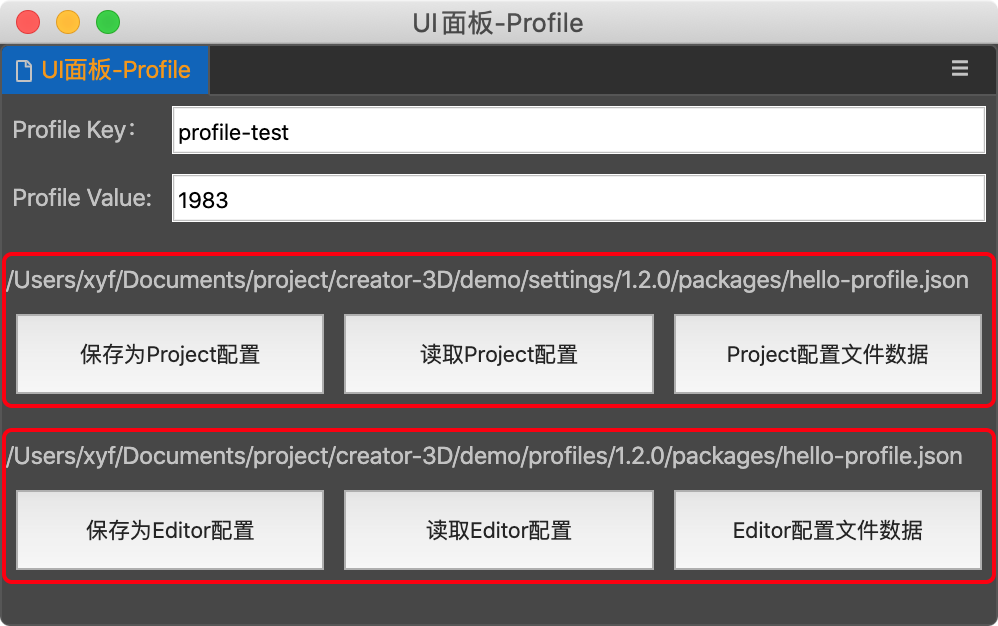 UI面板-Profile
UI面板-Profile
Profile Key：
profile-test
Profile Value:
1983
/Users/xyf/Documents/project/creator-3D/demo/settings/1.2.0/packages/hello-profile.json
保存为Project配置
读取Project配置
Project配置文件数据
/Users/xyf/Documents/project/creator-3D/demo/profiles/1.2.0/packages/hello-profile.json
保存为Editor配置
读取Editor配置
Editor配置文件数据